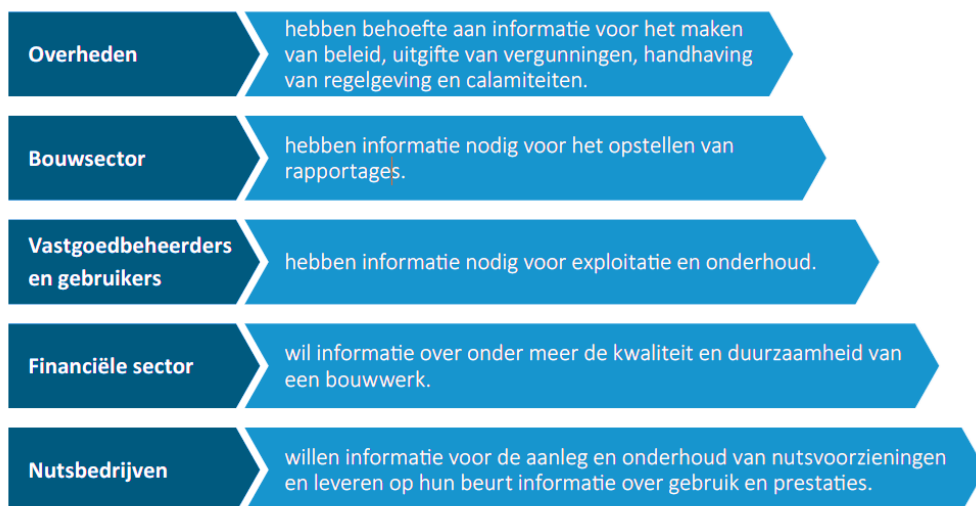 Overheden
hebben behoefte aan informatie voor het maken
van beleid, uitgifte van vergunningen, handhaving
van regelgeving en calamiteiten.
Bouwsector
hebben informatie nodig voor het opstellen van
rapportages.
Vastgoedbeheerders
en gebruikers
hebben informatie nodig voor exploitatie en onderhoud.
Financiële sector
wil informatie over onder meer de kwaliteit en duurzaamheid van
een bouwwerk.
Nutsbedrijven
willen informatie voor de aanleg en onderhoud van nutsvoorzieningen
en leveren op hun beurt informatie over gebruik en prestaties.